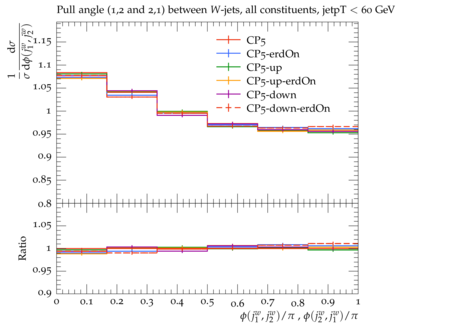 Pull angle (1,2 and 2,1) between W-jets, all constituents, jetpT < 60 GeV
1/σ dσ/dϕ(j₁ʷ, j₂ʷ)
CP5
CP5-erdOn
CP5-up
CP5-up-erdOn
CP5-down
CP5-down-erdOn
1.15
1.1
1.05
1
0.95
0.9
0.85
0.8
Ratio
1.05
1
0.95
0.9
0 0.1 0.2 0.3 0.4 0.5 0.6 0.7 0.8 0.9 1
ϕ(j₁ʷ, j₂ʷ)/π , ϕ(j₂ʷ, j₁ʷ)/π